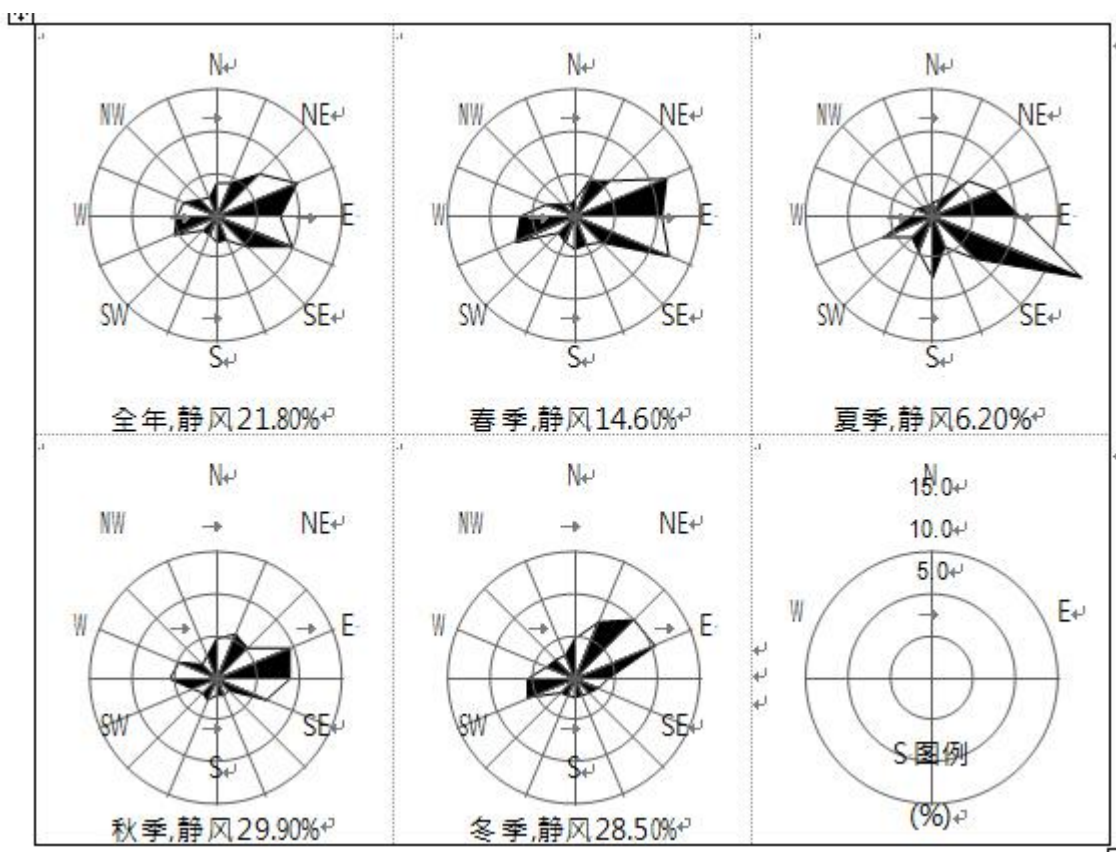 N↵ N↵ N↵
NW NE↵ NW NE↵ NW NE↵
W E W E W E
SW SE↵ SW SE↵ SW SE↵
S↵ S↵ S↵
全年,静风21.80%↵ 春季,静风14.60%↵ 夏季,静风6.20%↵
N↵ N↵ N
15.0↵
NW NE↵ NW NE↵ 10.0↵
5.0↵
W E W E W E↵
SW SE↵ SW SE↵
S图例
S↵ S↵
(%)↵
秋季,静风29.90%↵ 冬季,静风28.50%↵